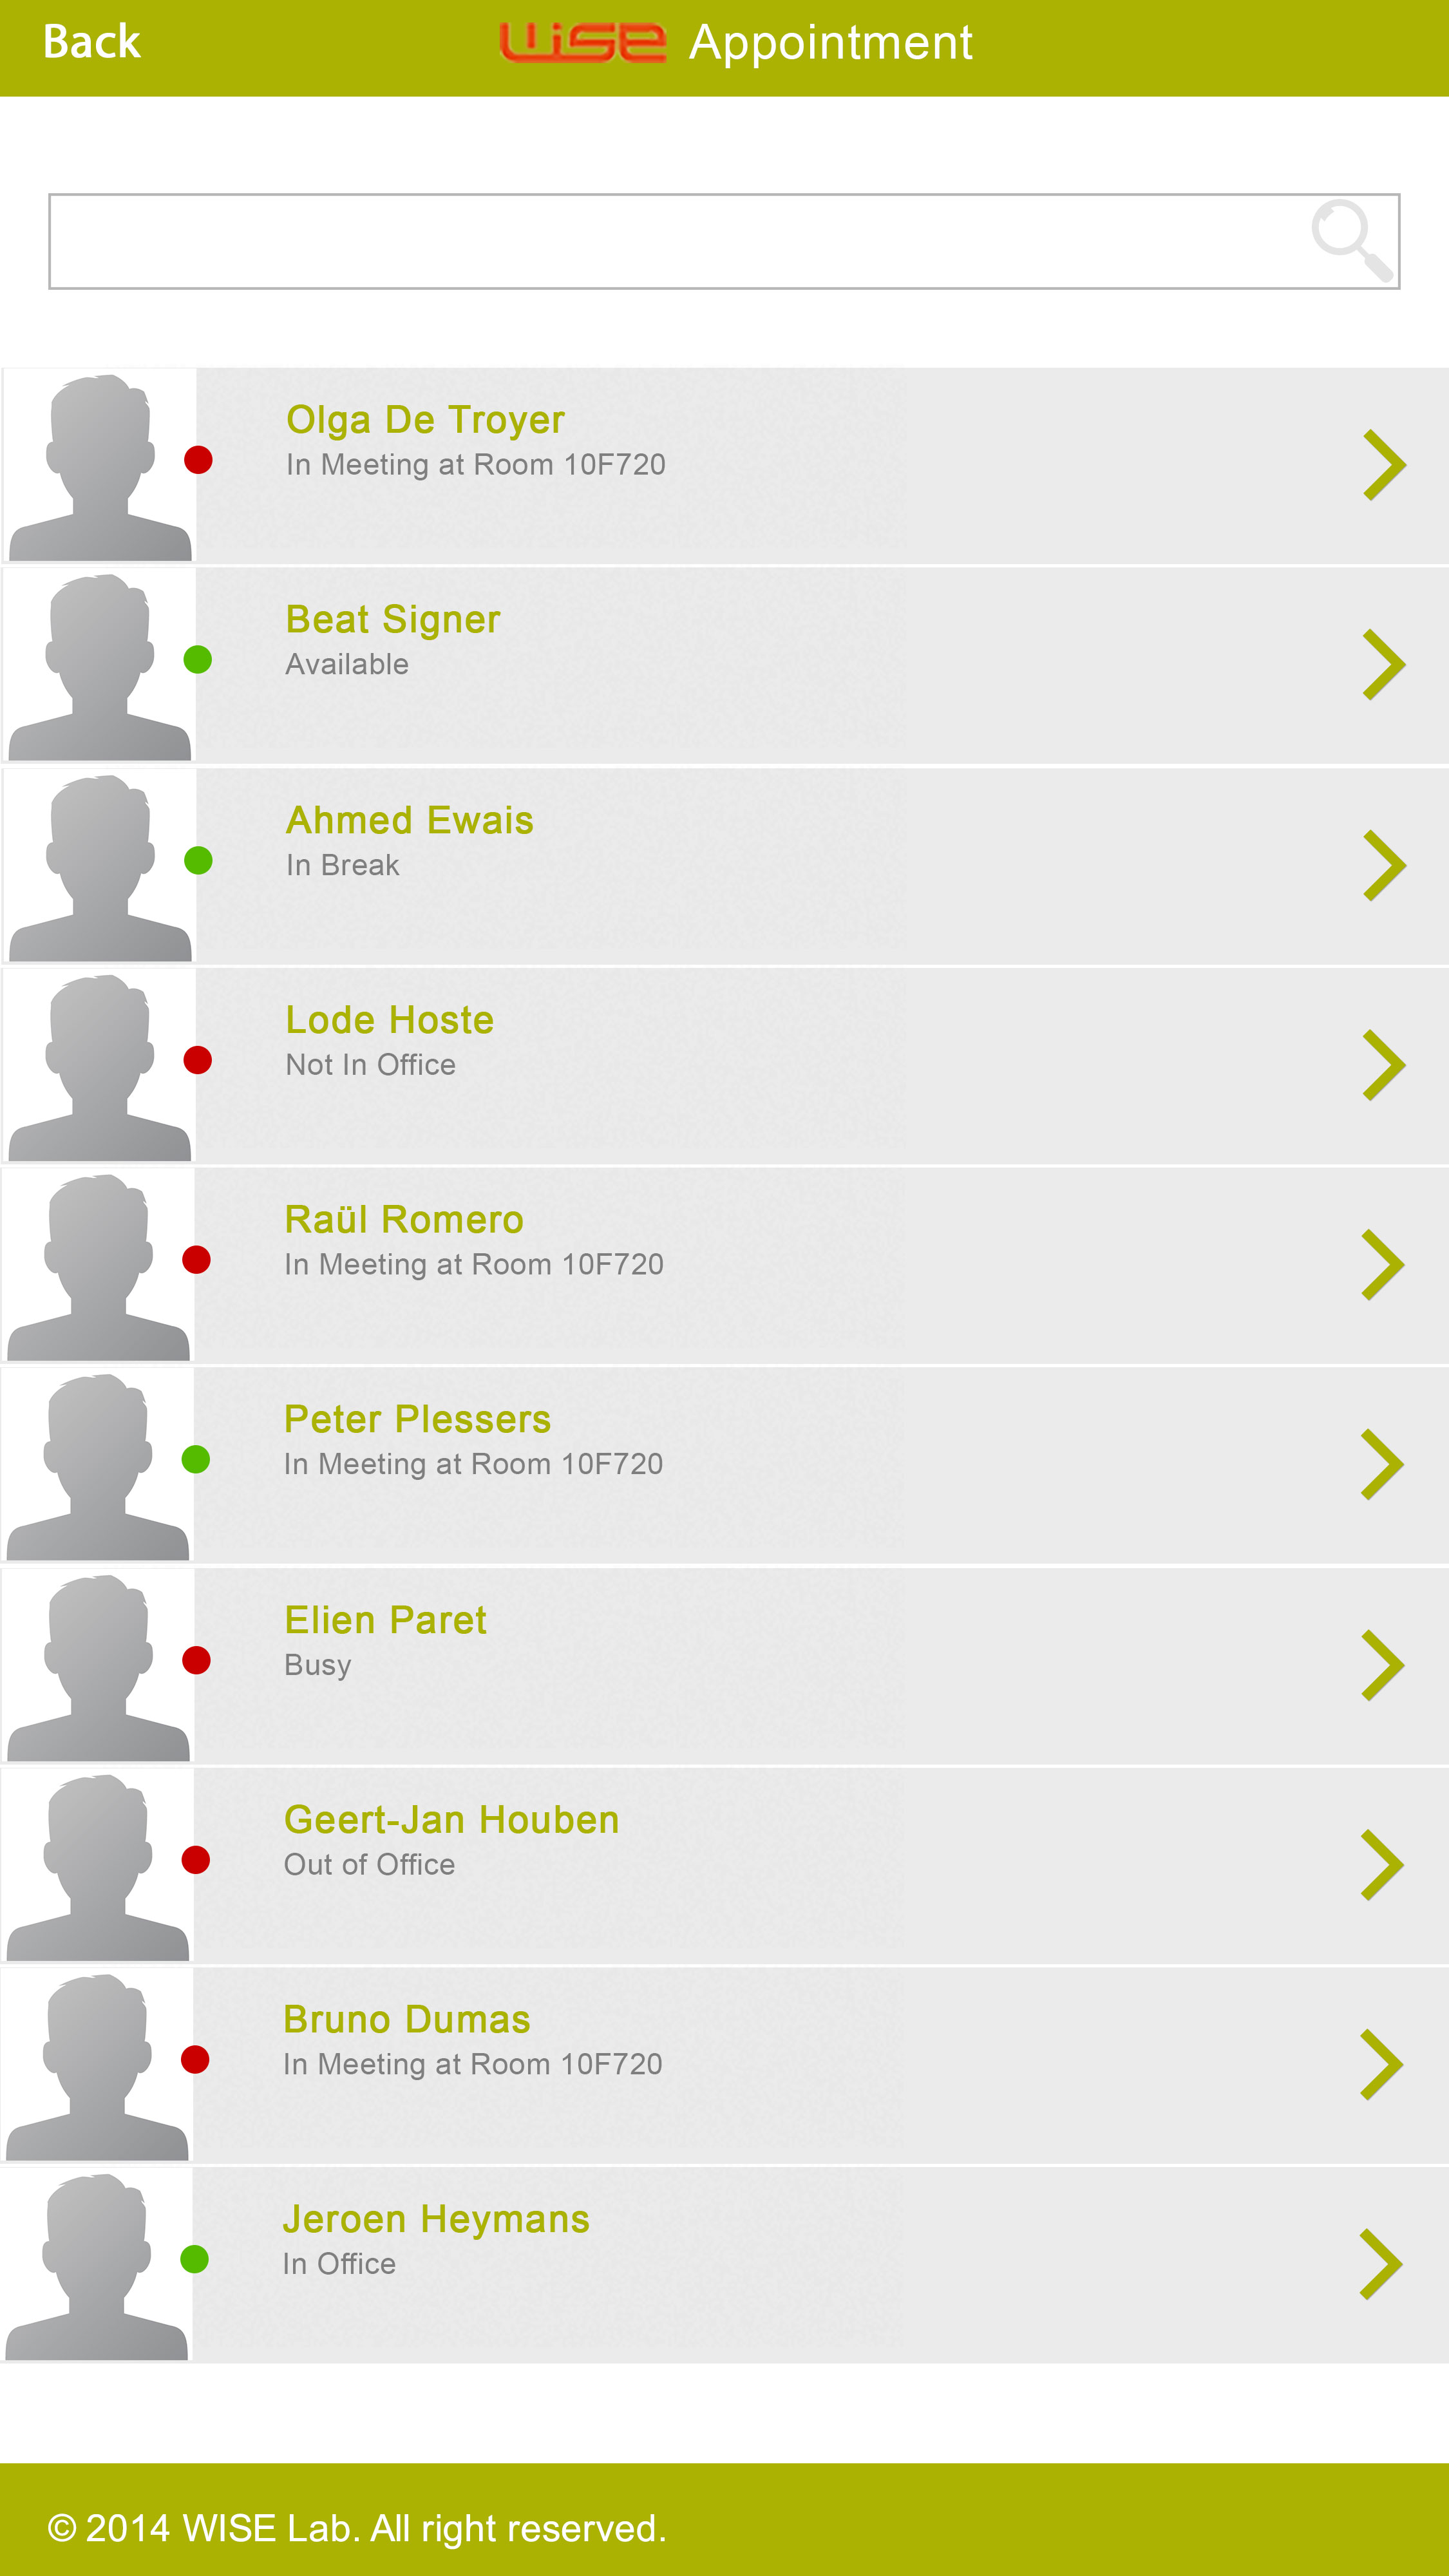 Back
WISE Appointment
Olga De Troyer
In Meeting at Room 10F720
Beat Signer
Available
Ahmed Ewais
In Break
Lode Hoste
Not In Office
Raül Romero
In Meeting at Room 10F720
Peter Plessers
In Meeting at Room 10F720
Elien Paret
Busy
Geert-Jan Houben
Out of Office
Bruno Dumas
In Meeting at Room 10F720
Jeroen Heymans
In Office
© 2014 WISE Lab. All right reserved.